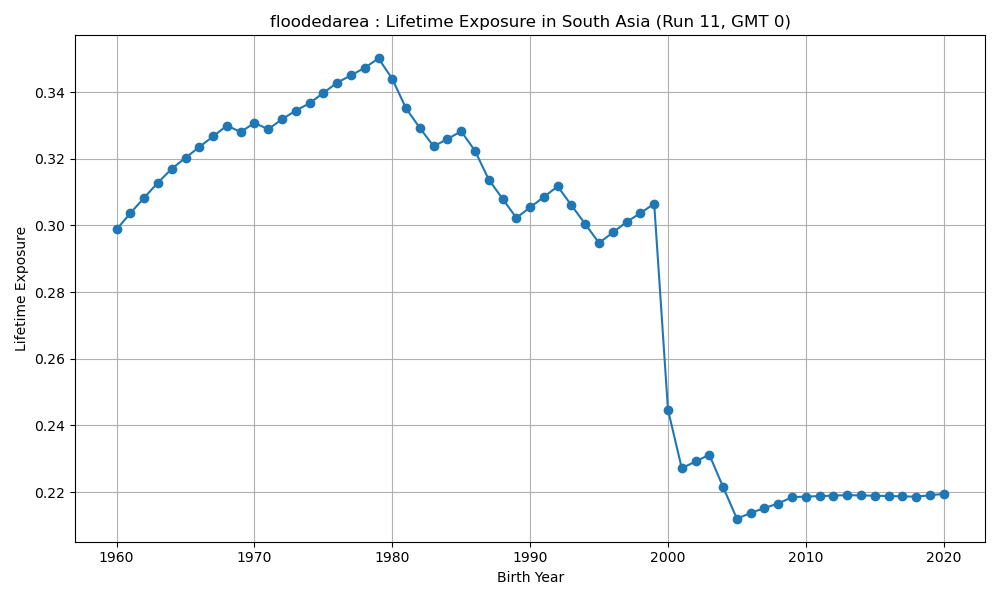 floodedarea : Lifetime Exposure in South Asia (Run 11, GMT 0)
Lifetime Exposure
0.34
0.32
0.30
0.28
0.26
0.24
0.22
1960 1970 1980 1990 2000 2010 2020
Birth Year